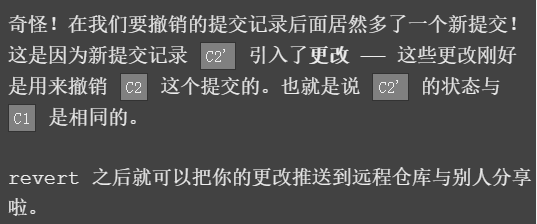 奇怪！在我们要撤销的提交记录后面居然多了一个新提交！
这是因为新提交记录 C2' 引入了更改 —— 这些更改刚好
是用来撤销 C2 这个提交的。也就是说 C2' 的状态与
C1 是相同的。
revert 之后就可以把你的更改推送到远程仓库与别人分享
啦。